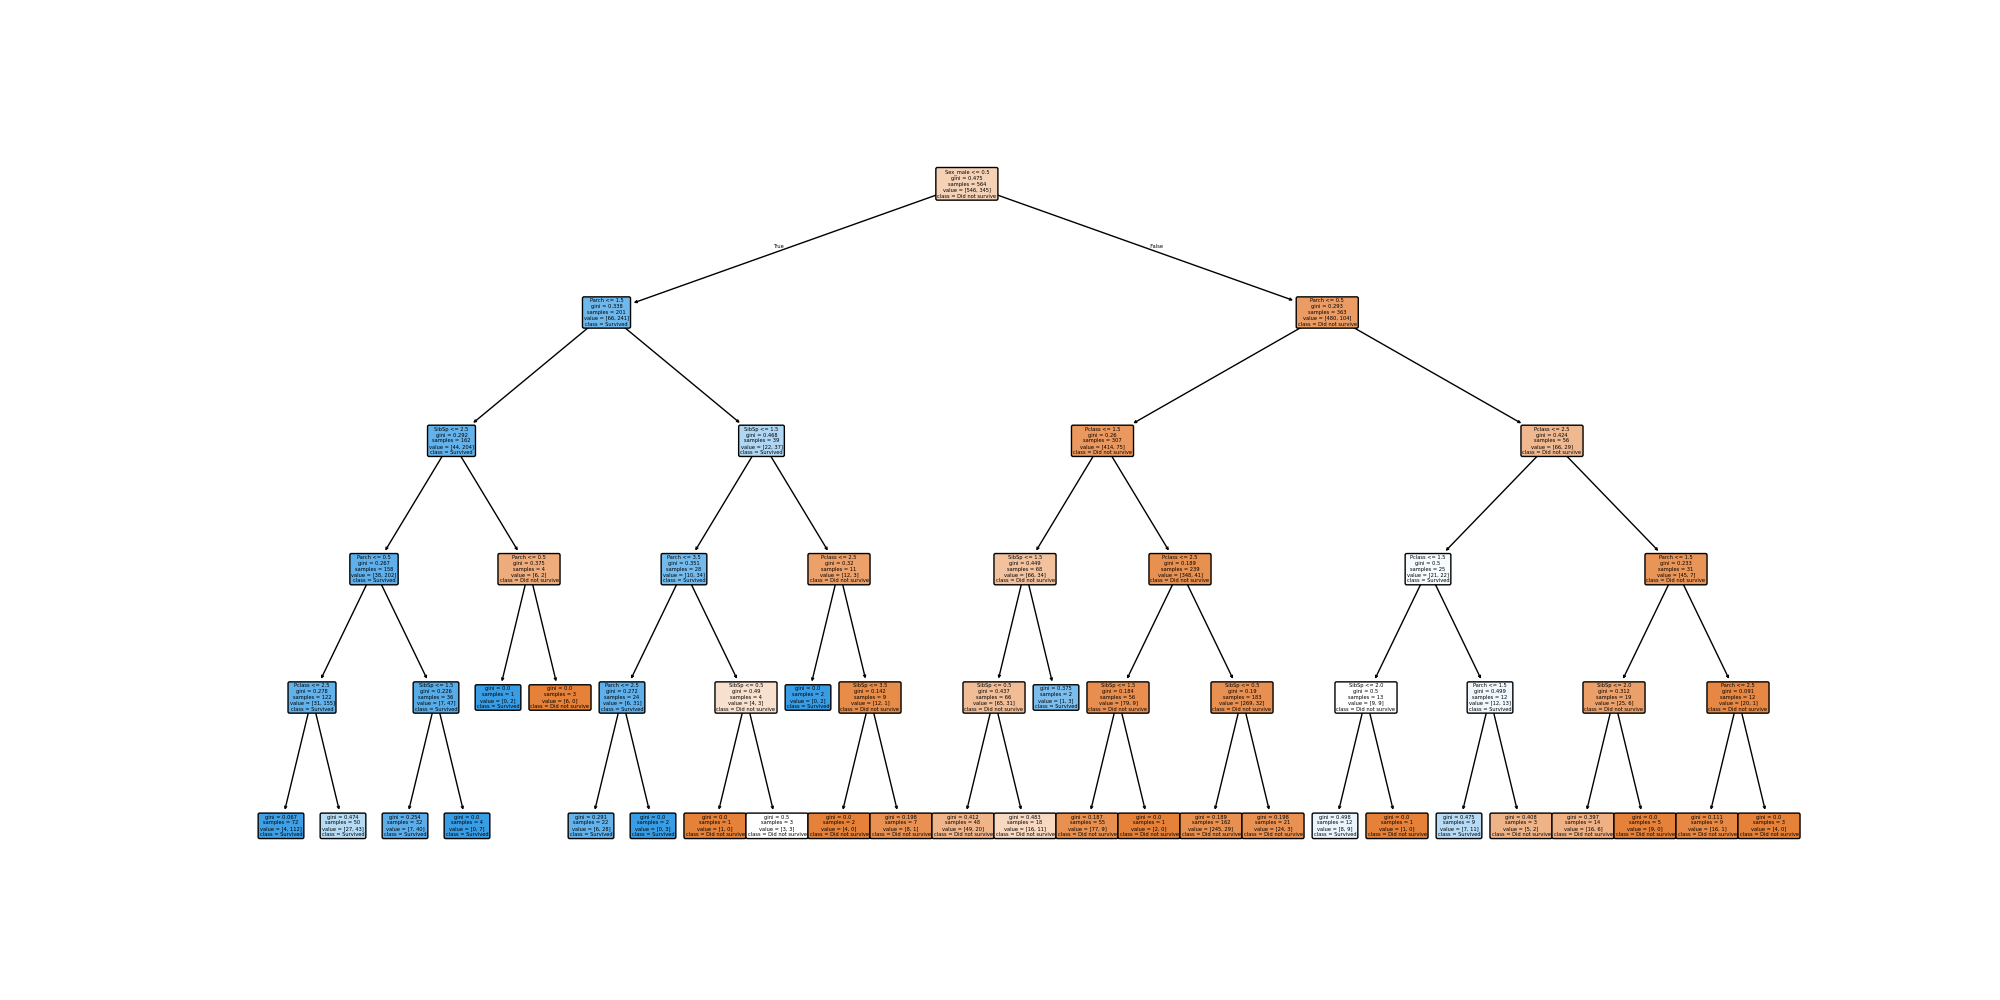 Sex_male <= 0.5
gini = 0.475
samples = 564
value = [546, 345]
class = Did not survive
True
False
Parch <= 1.5
gini = 0.338
samples = 201
value = [66, 241]
class = Survived
Parch <= 0.5
gini = 0.293
samples = 363
value = [480, 104]
class = Did not survive
SibSp <= 2.5
gini = 0.292
samples = 162
value = [44, 204]
class = Survived
SibSp <= 1.5
gini = 0.468
samples = 39
value = [22, 37]
class = Survived
Pclass <= 1.5
gini = 0.26
samples = 307
value = [414, 75]
class = Did not survive
Pclass <= 2.5
gini = 0.424
samples = 56
value = [66, 29]
class = Did not survive
Parch <= 0.5
gini = 0.267
samples = 158
value = [38, 202]
class = Survived
Parch <= 0.5
gini = 0.375
samples = 4
value = [6, 2]
class = Did not survive
Parch <= 3.5
gini = 0.351
samples = 28
value = [10, 34]
class = Survived
Pclass <= 2.5
gini = 0.32
samples = 11
value = [12, 3]
class = Did not survive
SibSp <= 1.5
gini = 0.449
samples = 68
value = [66, 34]
class = Did not survive
Pclass <= 2.5
gini = 0.189
samples = 239
value = [348, 41]
class = Did not survive
Pclass <= 1.5
gini = 0.5
samples = 25
value = [21, 22]
class = Survived
Parch <= 1.5
gini = 0.233
samples = 31
value = [45, 7]
class = Did not survive
Pclass <= 2.5
gini = 0.278
samples = 122
value = [31, 155]
class = Survived
SibSp <= 1.5
gini = 0.226
samples = 36
value = [7, 47]
class = Survived
gini = 0.0
samples = 1
value = [0, 2]
class = Survived
gini = 0.0
samples = 3
value = [6, 0]
class = Did not survive
Parch <= 2.5
gini = 0.272
samples = 24
value = [6, 31]
class = Survived
SibSp <= 0.5
gini = 0.49
samples = 4
value = [4, 3]
class = Did not survive
gini = 0.0
samples = 2
value = [0, 2]
class = Survived
SibSp <= 3.5
gini = 0.142
samples = 9
value = [12, 1]
class = Did not survive
SibSp <= 0.5
gini = 0.437
samples = 66
value = [65, 31]
class = Did not survive
gini = 0.375
samples = 2
value = [1, 3]
class = Survived
SibSp <= 1.5
gini = 0.184
samples = 56
value = [79, 9]
class = Did not survive
SibSp <= 0.5
gini = 0.19
samples = 183
value = [269, 32]
class = Did not survive
SibSp <= 2.0
gini = 0.5
samples = 13
value = [9, 9]
class = Did not survive
Parch <= 1.5
gini = 0.499
samples = 12
value = [12, 13]
class = Survived
SibSp <= 2.0
gini = 0.312
samples = 19
value = [25, 6]
class = Did not survive
Parch <= 2.5
gini = 0.091
samples = 12
value = [20, 1]
class = Did not survive
gini = 0.067
samples = 72
value = [4, 112]
class = Survived
gini = 0.474
samples = 50
value = [27, 43]
class = Survived
gini = 0.254
samples = 32
value = [7, 40]
class = Survived
gini = 0.0
samples = 4
value = [0, 7]
class = Survived
gini = 0.291
samples = 22
value = [6, 28]
class = Survived
gini = 0.0
samples = 2
value = [0, 3]
class = Survived
gini = 0.0
samples = 1
value = [1, 0]
class = Did not survive
gini = 0.5
samples = 3
value = [3, 3]
class = Did not survive
gini = 0.0
samples = 2
value = [4, 0]
class = Did not survive
gini = 0.198
samples = 7
value = [8, 1]
class = Did not survive
gini = 0.412
samples = 48
value = [49, 20]
class = Did not survive
gini = 0.483
samples = 18
value = [16, 11]
class = Did not survive
gini = 0.187
samples = 55
value = [77, 9]
class = Did not survive
gini = 0.0
samples = 1
value = [2, 0]
class = Did not survive
gini = 0.189
samples = 162
value = [245, 29]
class = Did not survive
gini = 0.198
samples = 21
value = [24, 3]
class = Did not survive
gini = 0.498
samples = 12
value = [8, 9]
class = Survived
gini = 0.0
samples = 1
value = [1, 0]
class = Did not survive
gini = 0.475
samples = 9
value = [7, 11]
class = Survived
gini = 0.408
samples = 3
value = [5, 2]
class = Did not survive
gini = 0.397
samples = 14
value = [16, 6]
class = Did not survive
gini = 0.0
samples = 5
value = [9, 0]
class = Did not survive
gini = 0.111
samples = 9
value = [16, 1]
class = Did not survive
gini = 0.0
samples = 3
value = [4, 0]
class = Did not survive